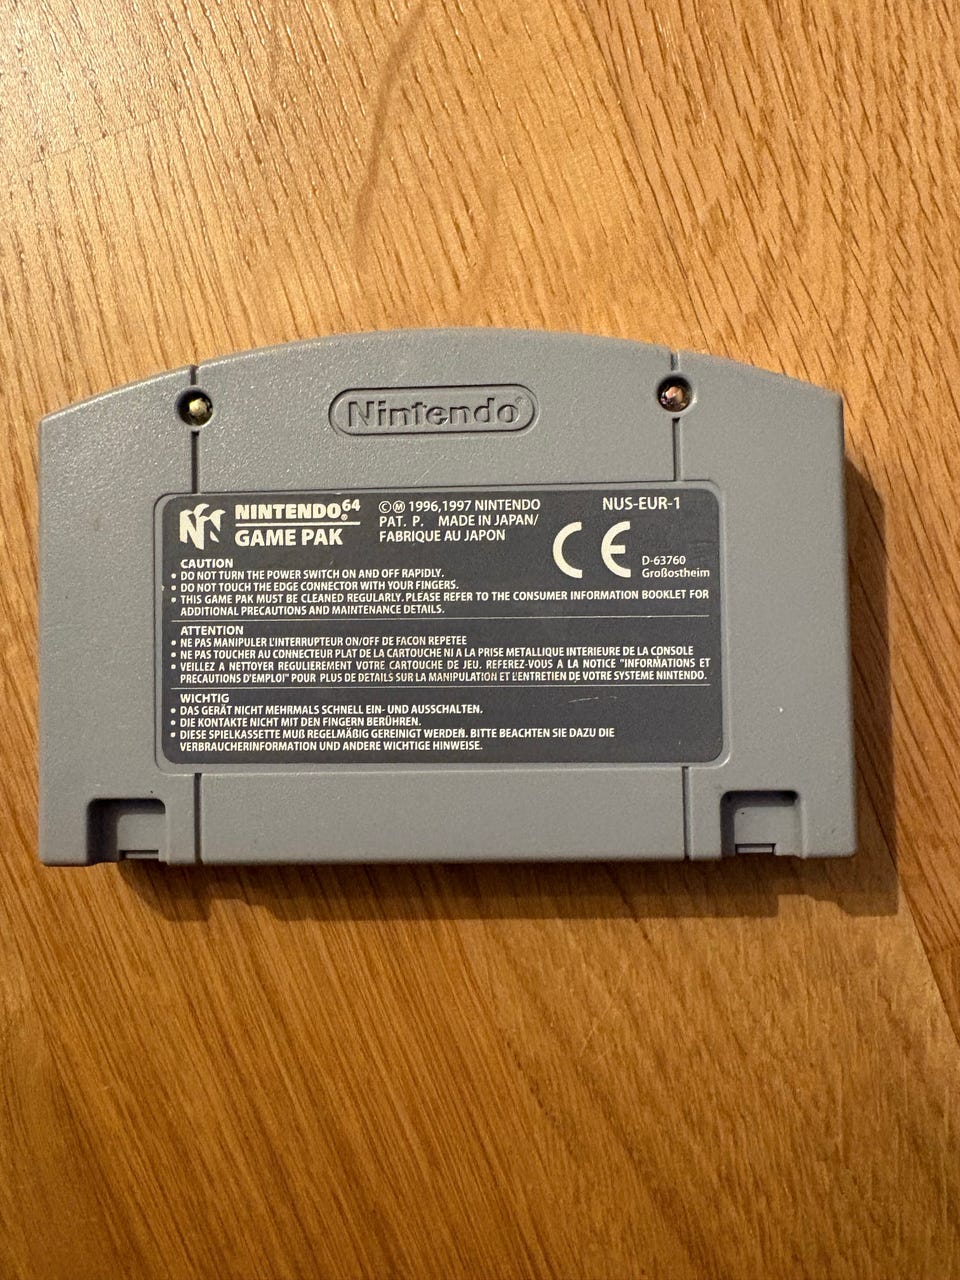 Nintendo®
NINTENDO®64
GAME PAK
©Ⓜ 1996,1997 NINTENDO
PAT. P. MADE IN JAPAN/
FABRIQUE AU JAPON
NUS-EUR-1
CE
D-63760
Großostheim
CAUTION
• DO NOT TURN THE POWER SWITCH ON AND OFF RAPIDLY.
• DO NOT TOUCH THE EDGE CONNECTOR WITH YOUR FINGERS.
• THIS GAME PAK MUST BE CLEANED REGULARLY. PLEASE REFER TO THE CONSUMER INFORMATION BOOKLET FOR
ADDITIONAL PRECAUTIONS AND MAINTENANCE DETAILS.
ATTENTION
• NE PAS MANIPULER L'INTERRUPTEUR ON/OFF DE FACON REPETEE
• NE PAS TOUCHER AU CONNECTEUR PLAT DE LA CARTOUCHE NI A LA PRISE METALLIQUE INTERIEURE DE LA CONSOLE
• VEILLEZ A NETTOYER REGULIEREMENT VOTRE CARTOUCHE DE JEU. REFEREZ-VOUS A LA NOTICE "INFORMATIONS ET
PRECAUTIONS D'EMPLOI" POUR PLUS DE DETAILS SUR LA MANIPULATION ET L'ENTRETIEN DE VOTRE SYSTEME NINTENDO.
WICHTIG
• DAS GERÄT NICHT MEHRMALS SCHNELL EIN- UND AUSSCHALTEN.
• DIE KONTAKTE NICHT MIT DEN FINGERN BERÜHREN.
• DIESE SPIELKASSETTE MUß REGELMÄßIG GEREINIGT WERDEN. BITTE BEACHTEN SIE DAZU DIE
VERBRAUCHERINFORMATION UND ANDERE WICHTIGE HINWEISE.